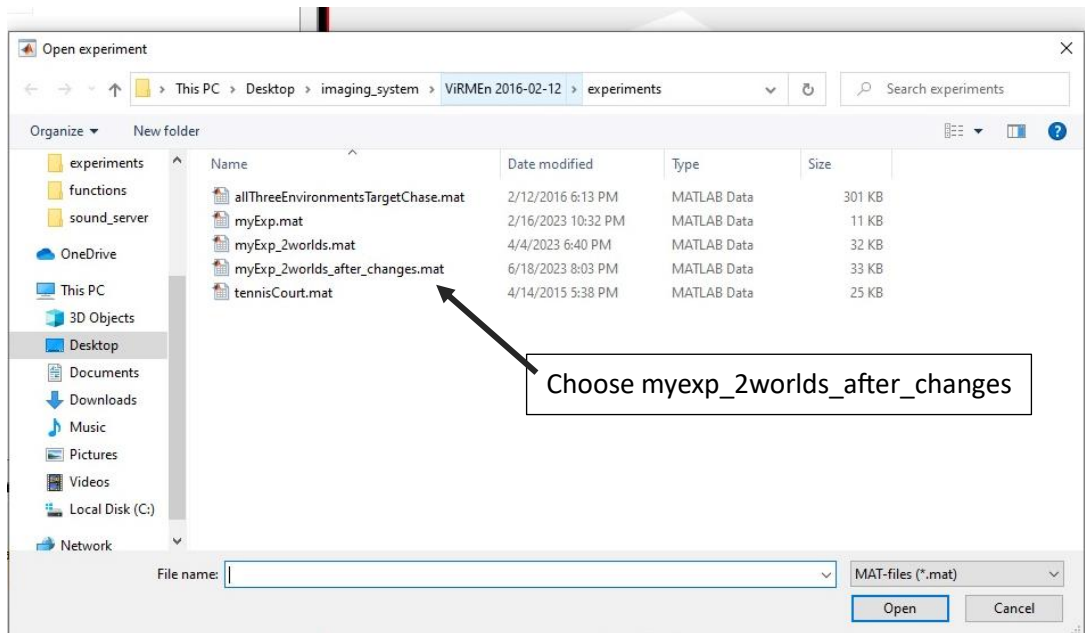 Open experiment
This PC > Desktop > imaging_system > ViRMEn 2016-02-12 > experiments
Search experiments
Organize
New folder
experiments
functions
sound_server
OneDrive
This PC
3D Objects
Desktop
Documents
Downloads
Music
Pictures
Videos
Local Disk (C:)
Network
Name Date modified Type Size
allThreeEnvironmentsTargetChase.mat 2/12/2016 6:13 PM MATLAB Data 301 KB
myExp.mat 2/16/2023 10:32 PM MATLAB Data 11 KB
myExp_2worlds.mat 4/4/2023 6:40 PM MATLAB Data 32 KB
myExp_2worlds_after_changes.mat 6/18/2023 8:03 PM MATLAB Data 33 KB
tennisCourt.mat 4/14/2015 5:38 PM MATLAB Data 25 KB
Choose myexp_2worlds_after_changes
File name:
MAT-files (*.mat)
Open
Cancel